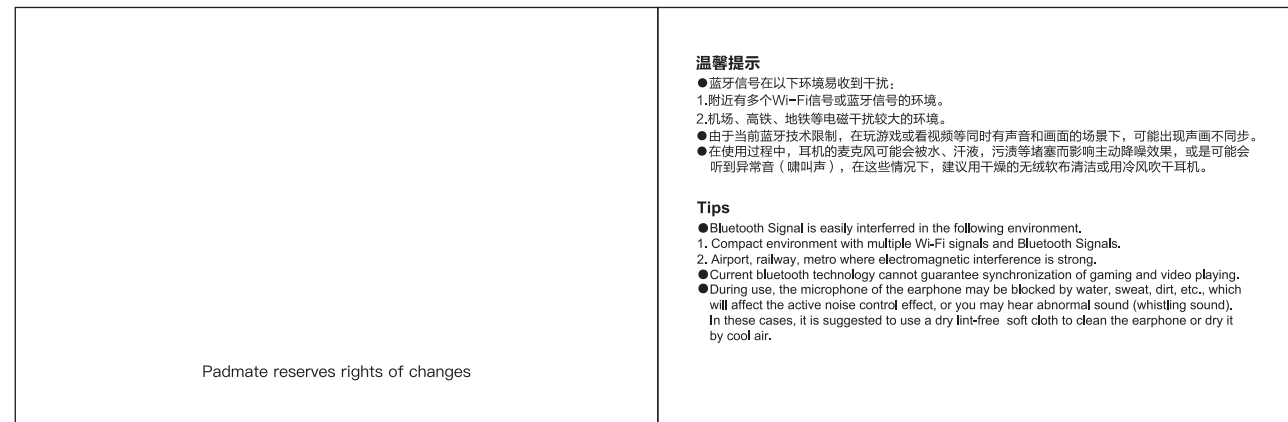 Padmate reserves rights of changes
温馨提示
●蓝牙信号在以下环境易收到干扰：
1.附近有多个Wi-Fi信号或蓝牙信号的环境。
2.机场、高铁、地铁等电磁干扰较大的环境。
●由于当前蓝牙技术限制，在玩游戏或看视频等同时有声音和画面的场景下，可能出现声画不同步。
●在使用过程中，耳机的麦克风可能会被水、汗液，污渍等堵塞而影响主动降噪效果，或是可能会
听到异常音（啸叫声），在这些情况下，建议用干燥的无绒软布清洁或用冷风吹干耳机。
Tips
●Bluetooth Signal is easily interferred in the following environment.
1. Compact environment with multiple Wi-Fi signals and Bluetooth Signals.
2. Airport, railway, metro where electromagnetic interference is strong.
●Current bluetooth technology cannot guarantee synchronization of gaming and video playing.
●During use, the microphone of the earphone may be blocked by water, sweat, dirt, etc., which
will affect the active noise control effect, or you may hear abnormal sound (whistling sound).
In these cases, it is suggested to use a dry lint-free soft cloth to clean the earphone or dry it
by cool air.